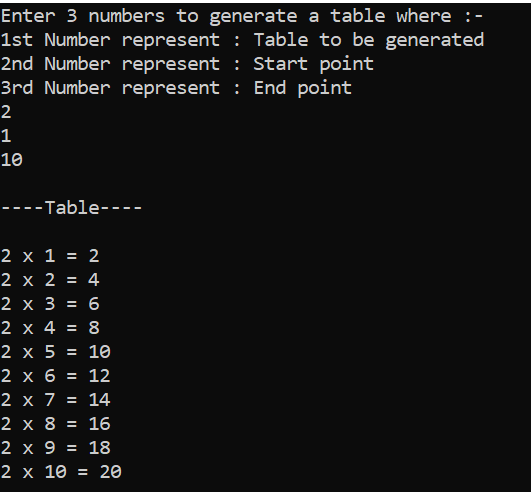 Enter 3 numbers to generate a table where :-
1st Number represent : Table to be generated
2nd Number represent : Start point
3rd Number represent : End point
2
1
10
----Table----
2 x 1 = 2
2 x 2 = 4
2 x 3 = 6
2 x 4 = 8
2 x 5 = 10
2 x 6 = 12
2 x 7 = 14
2 x 8 = 16
2 x 9 = 18
2 x 10 = 20